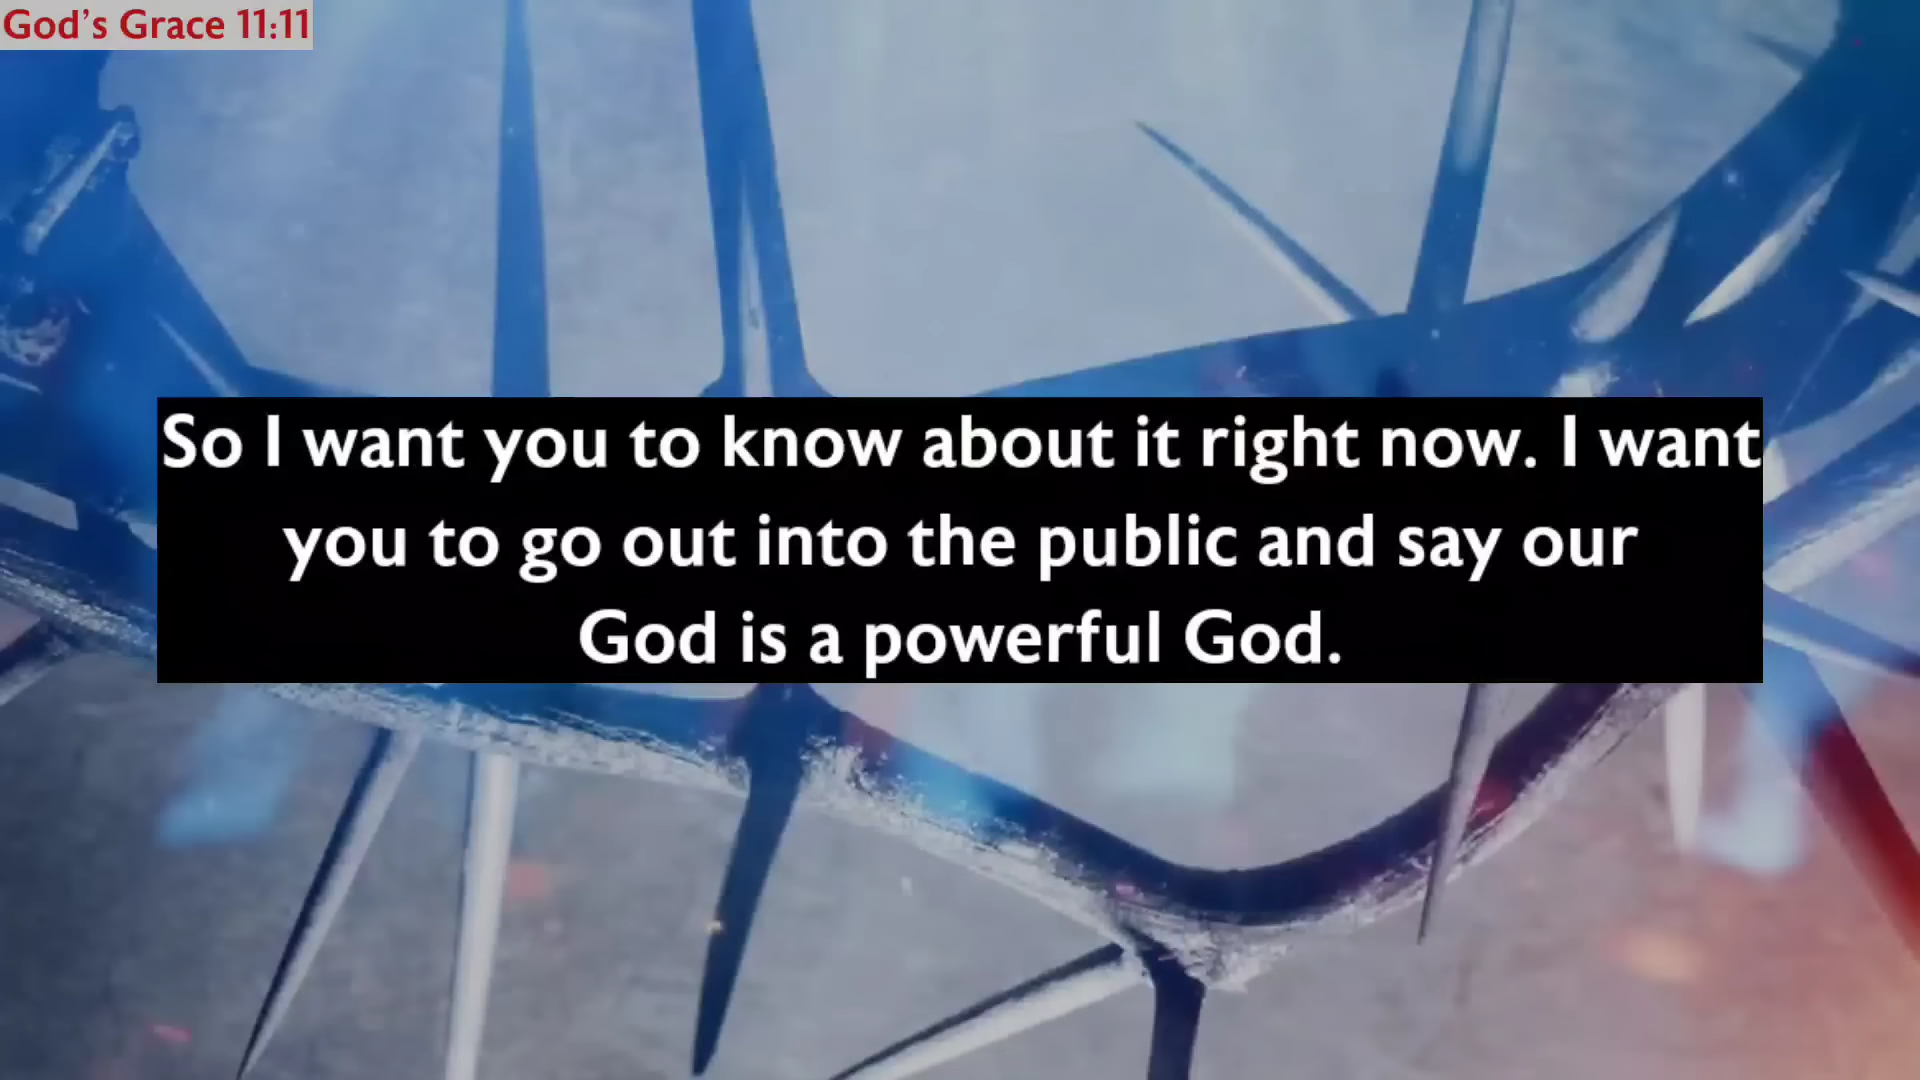 God's Grace 11:11
So I want you to know about it right now. I want
you to go out into the public and say our
God is a powerful God.